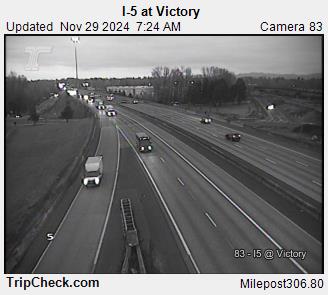 I-5 at Victory
Updated Nov 29 2024 7:24 AM Camera 83
T
S
83 - I5 @ Victory
TripCheck.com Milepost306.80